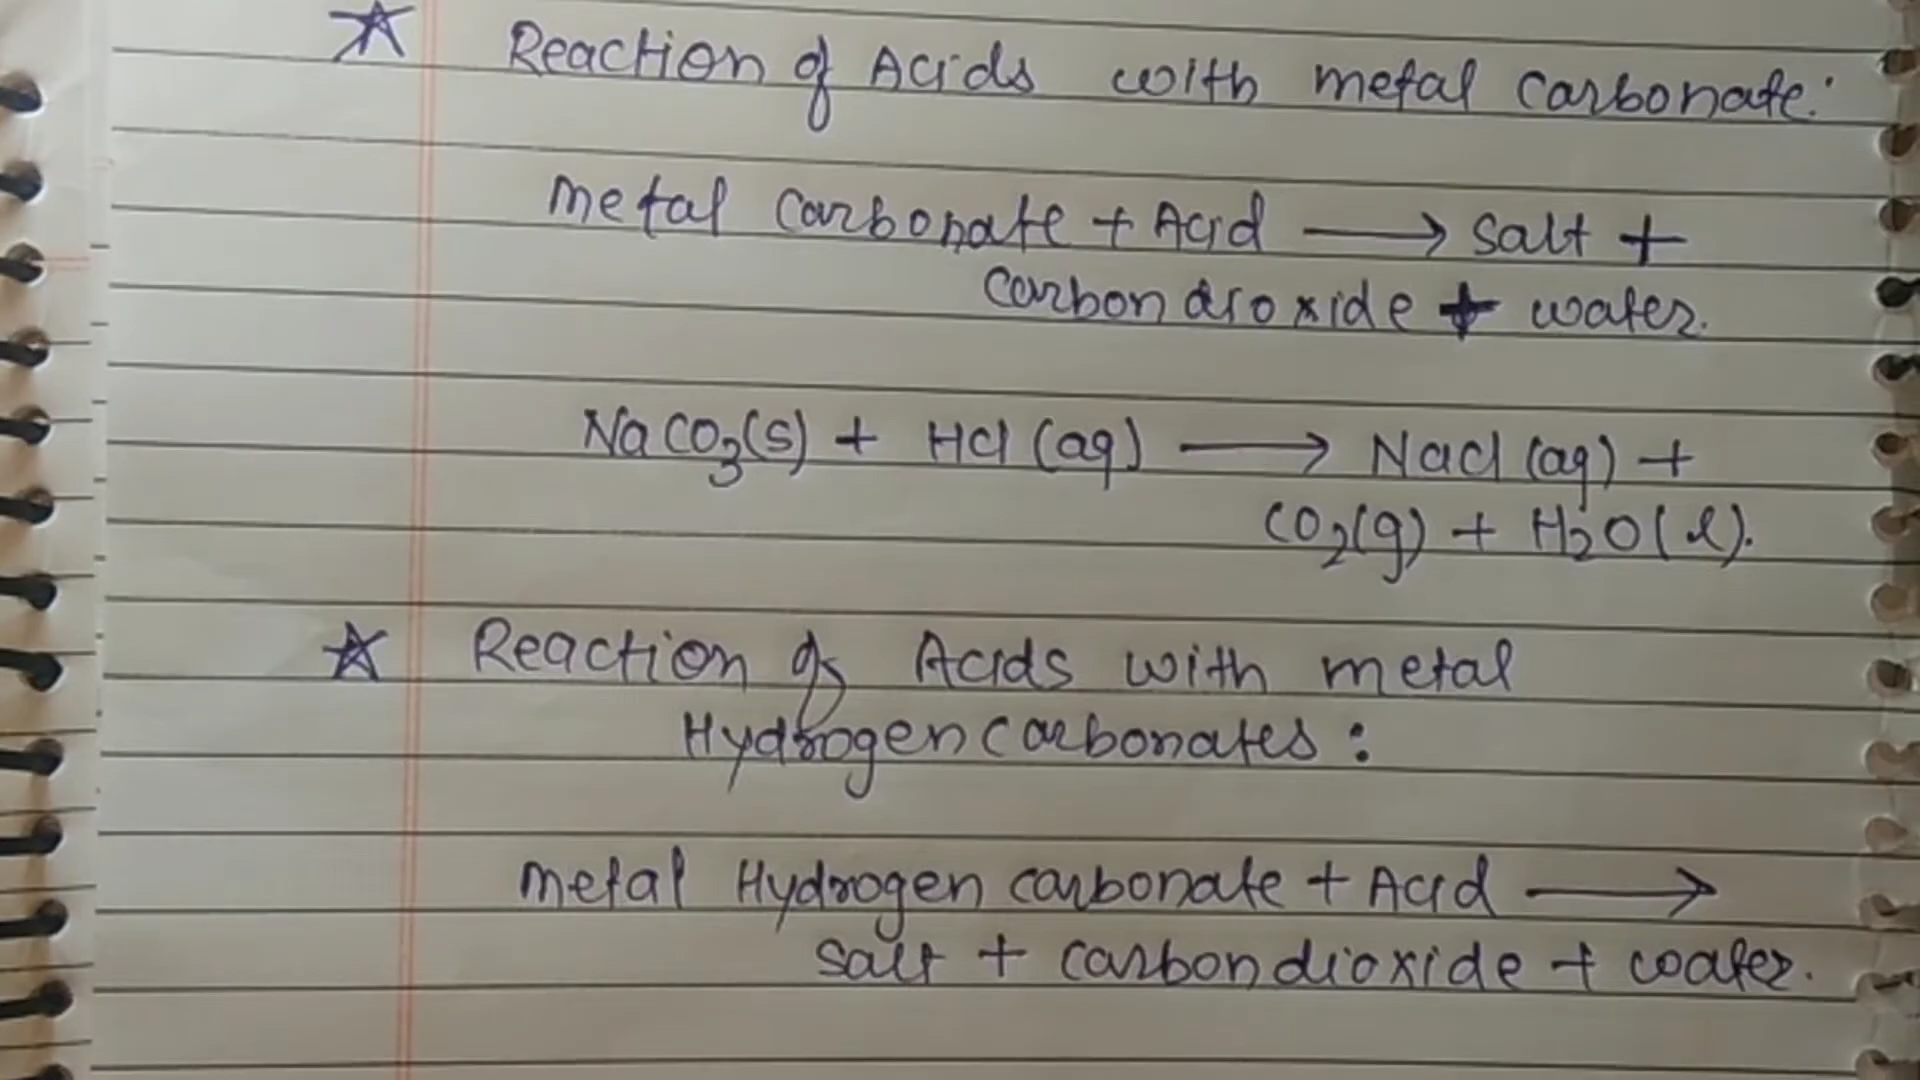 ☆ Reaction of Acids with metal carbonate:
metal carbonate + Acid ⟶ salt +
carbon dioxide + water.
NaCO₃(s) + HCl (aq) ⟶ NaCl (aq) +
CO₂(g) + H₂O(l).
☆ Reaction of Acids with metal
Hydrogen carbonates :
metal Hydrogen carbonate + Acid ⟶
salt + carbon dioxide + water.